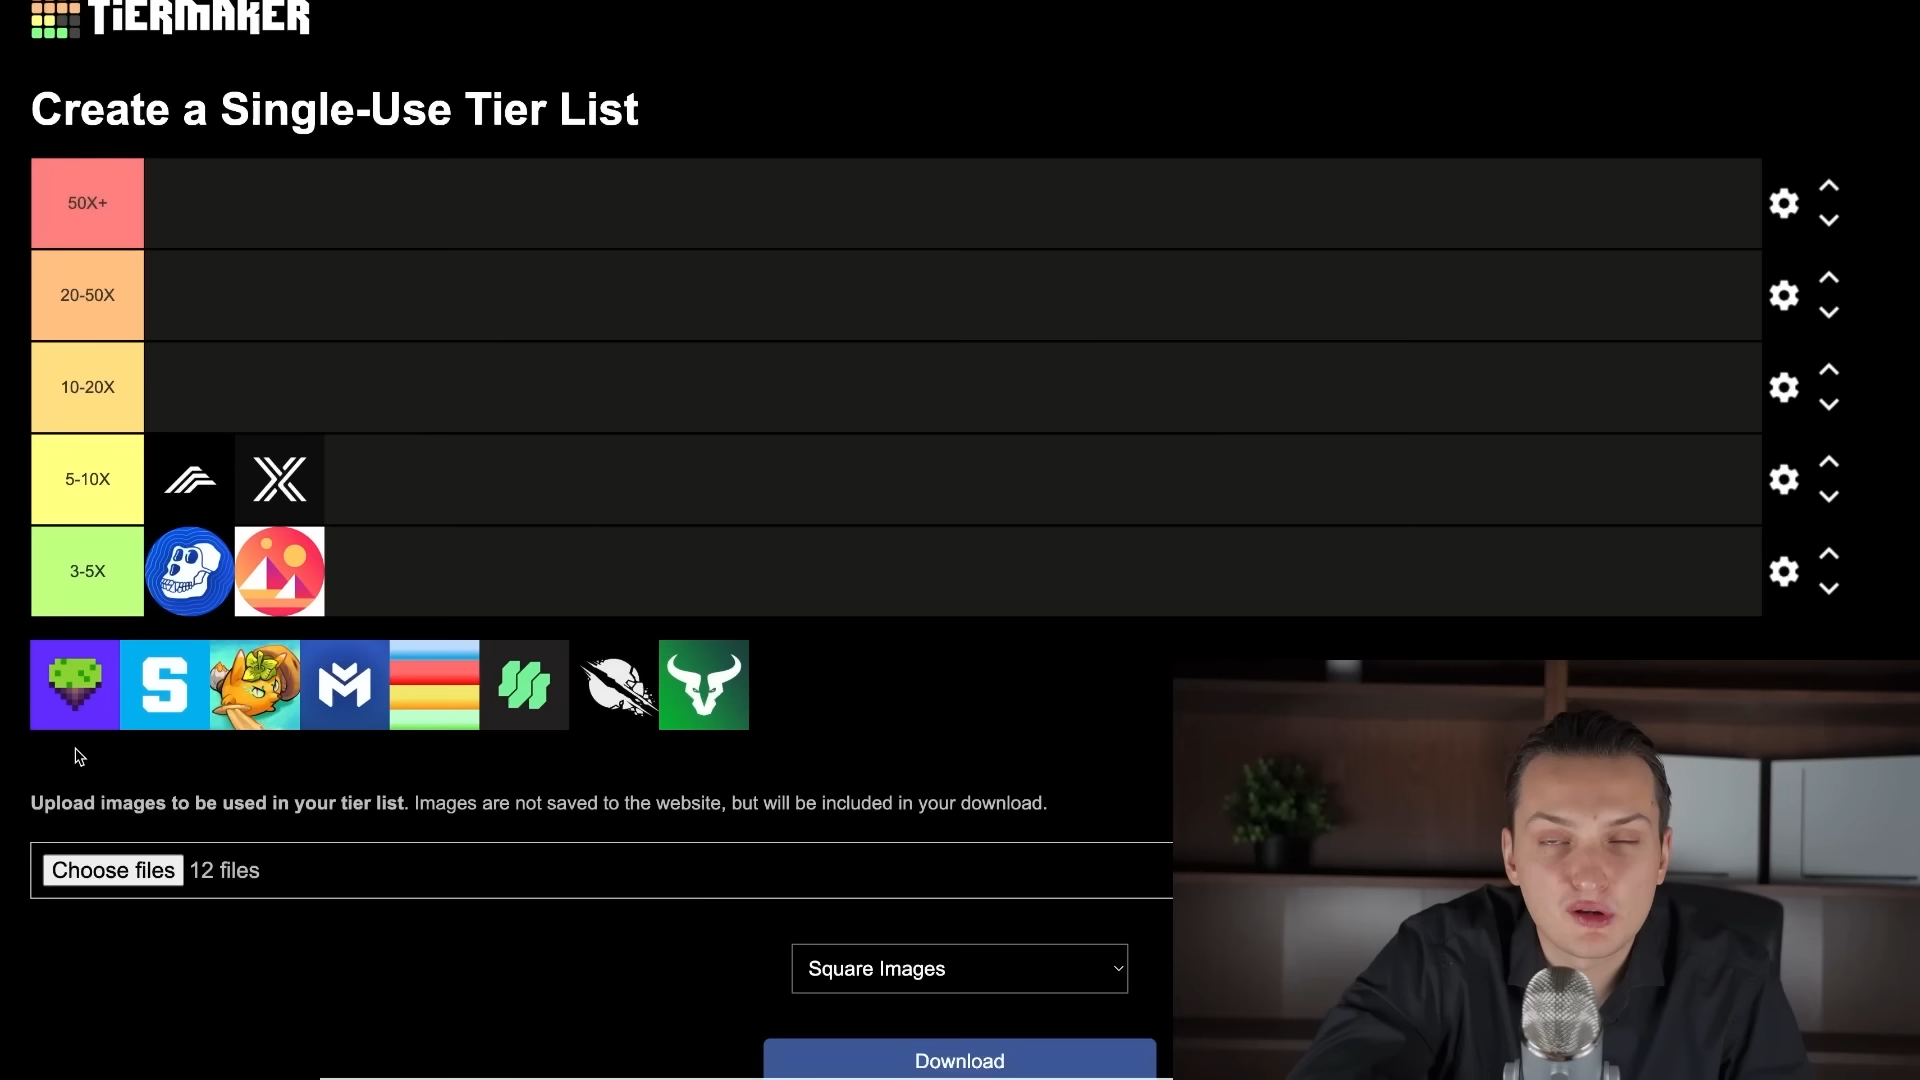 TIERMAKER
Create a Single-Use Tier List
50X+
20-50X
10-20X
5-10X
3-5X
Upload images to be used in your tier list. Images are not saved to the website, but will be included in your download.
Choose files 12 files
Square Images
Download